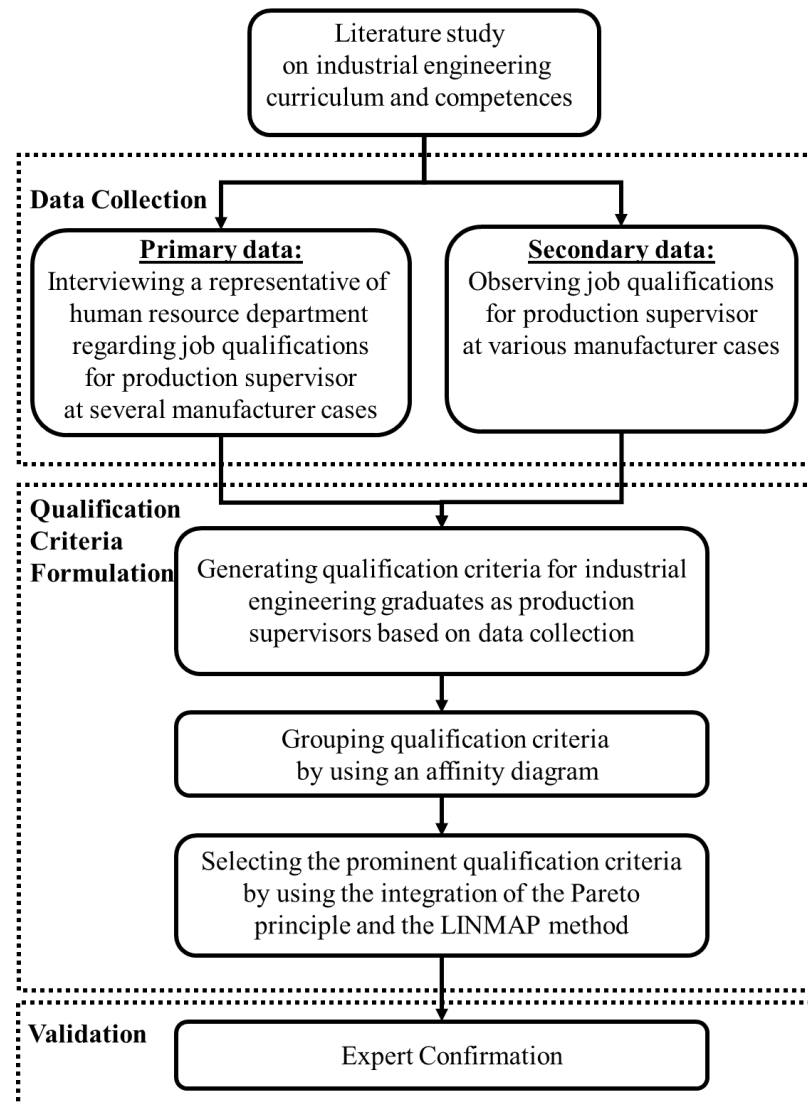 Literature study
on industrial engineering
curriculum and competences
Data Collection
Primary data:
Interviewing a representative of
human resource department
regarding job qualifications
for production supervisor
at several manufacturer cases
Secondary data:
Observing job qualifications
for production supervisor
at various manufacturer cases
Qualification
Criteria
Formulation
Generating qualification criteria for industrial
engineering graduates as production
supervisors based on data collection
Grouping qualification criteria
by using an affinity diagram
Selecting the prominent qualification criteria
by using the integration of the Pareto
principle and the LINMAP method
Validation
Expert Confirmation